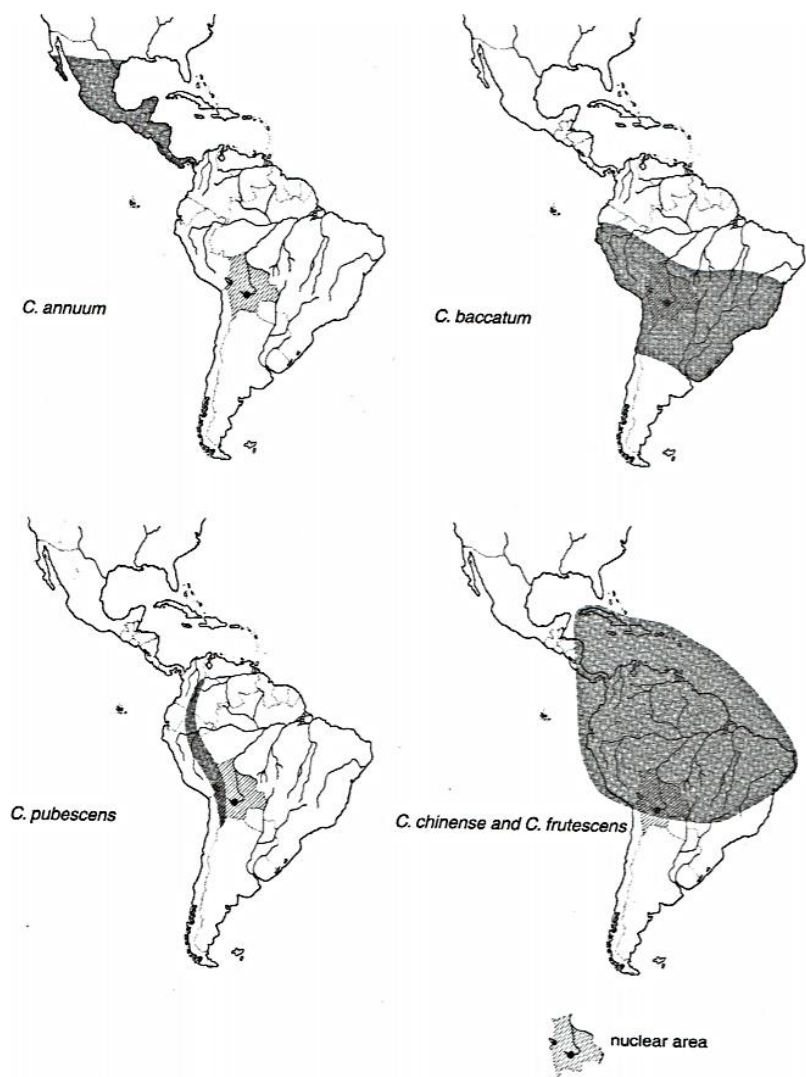 C. annuum
C. baccatum
C. pubescens
C. chinense and C. frutescens
nuclear area